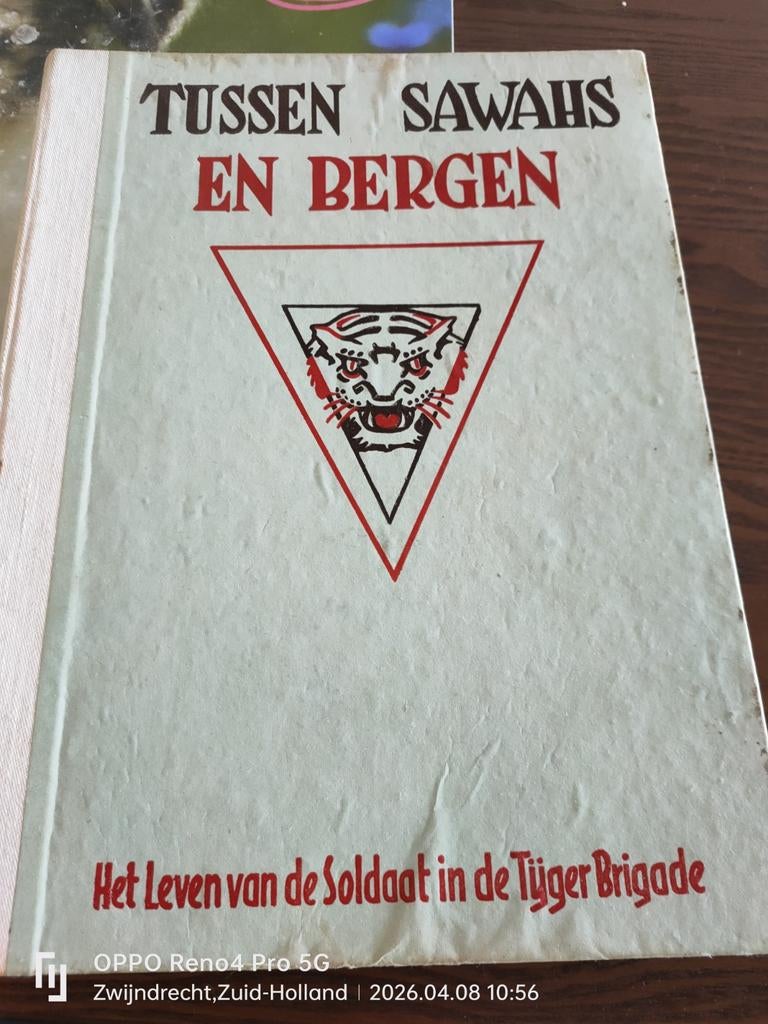 TUSSEN SAWAHS
EN BERGEN
Het Leven van de Soldaat in de Tijger Brigade
OPPO Reno4 Pro 5G
Zwijndrecht,Zuid-Holland | 2026.04.08 10:56